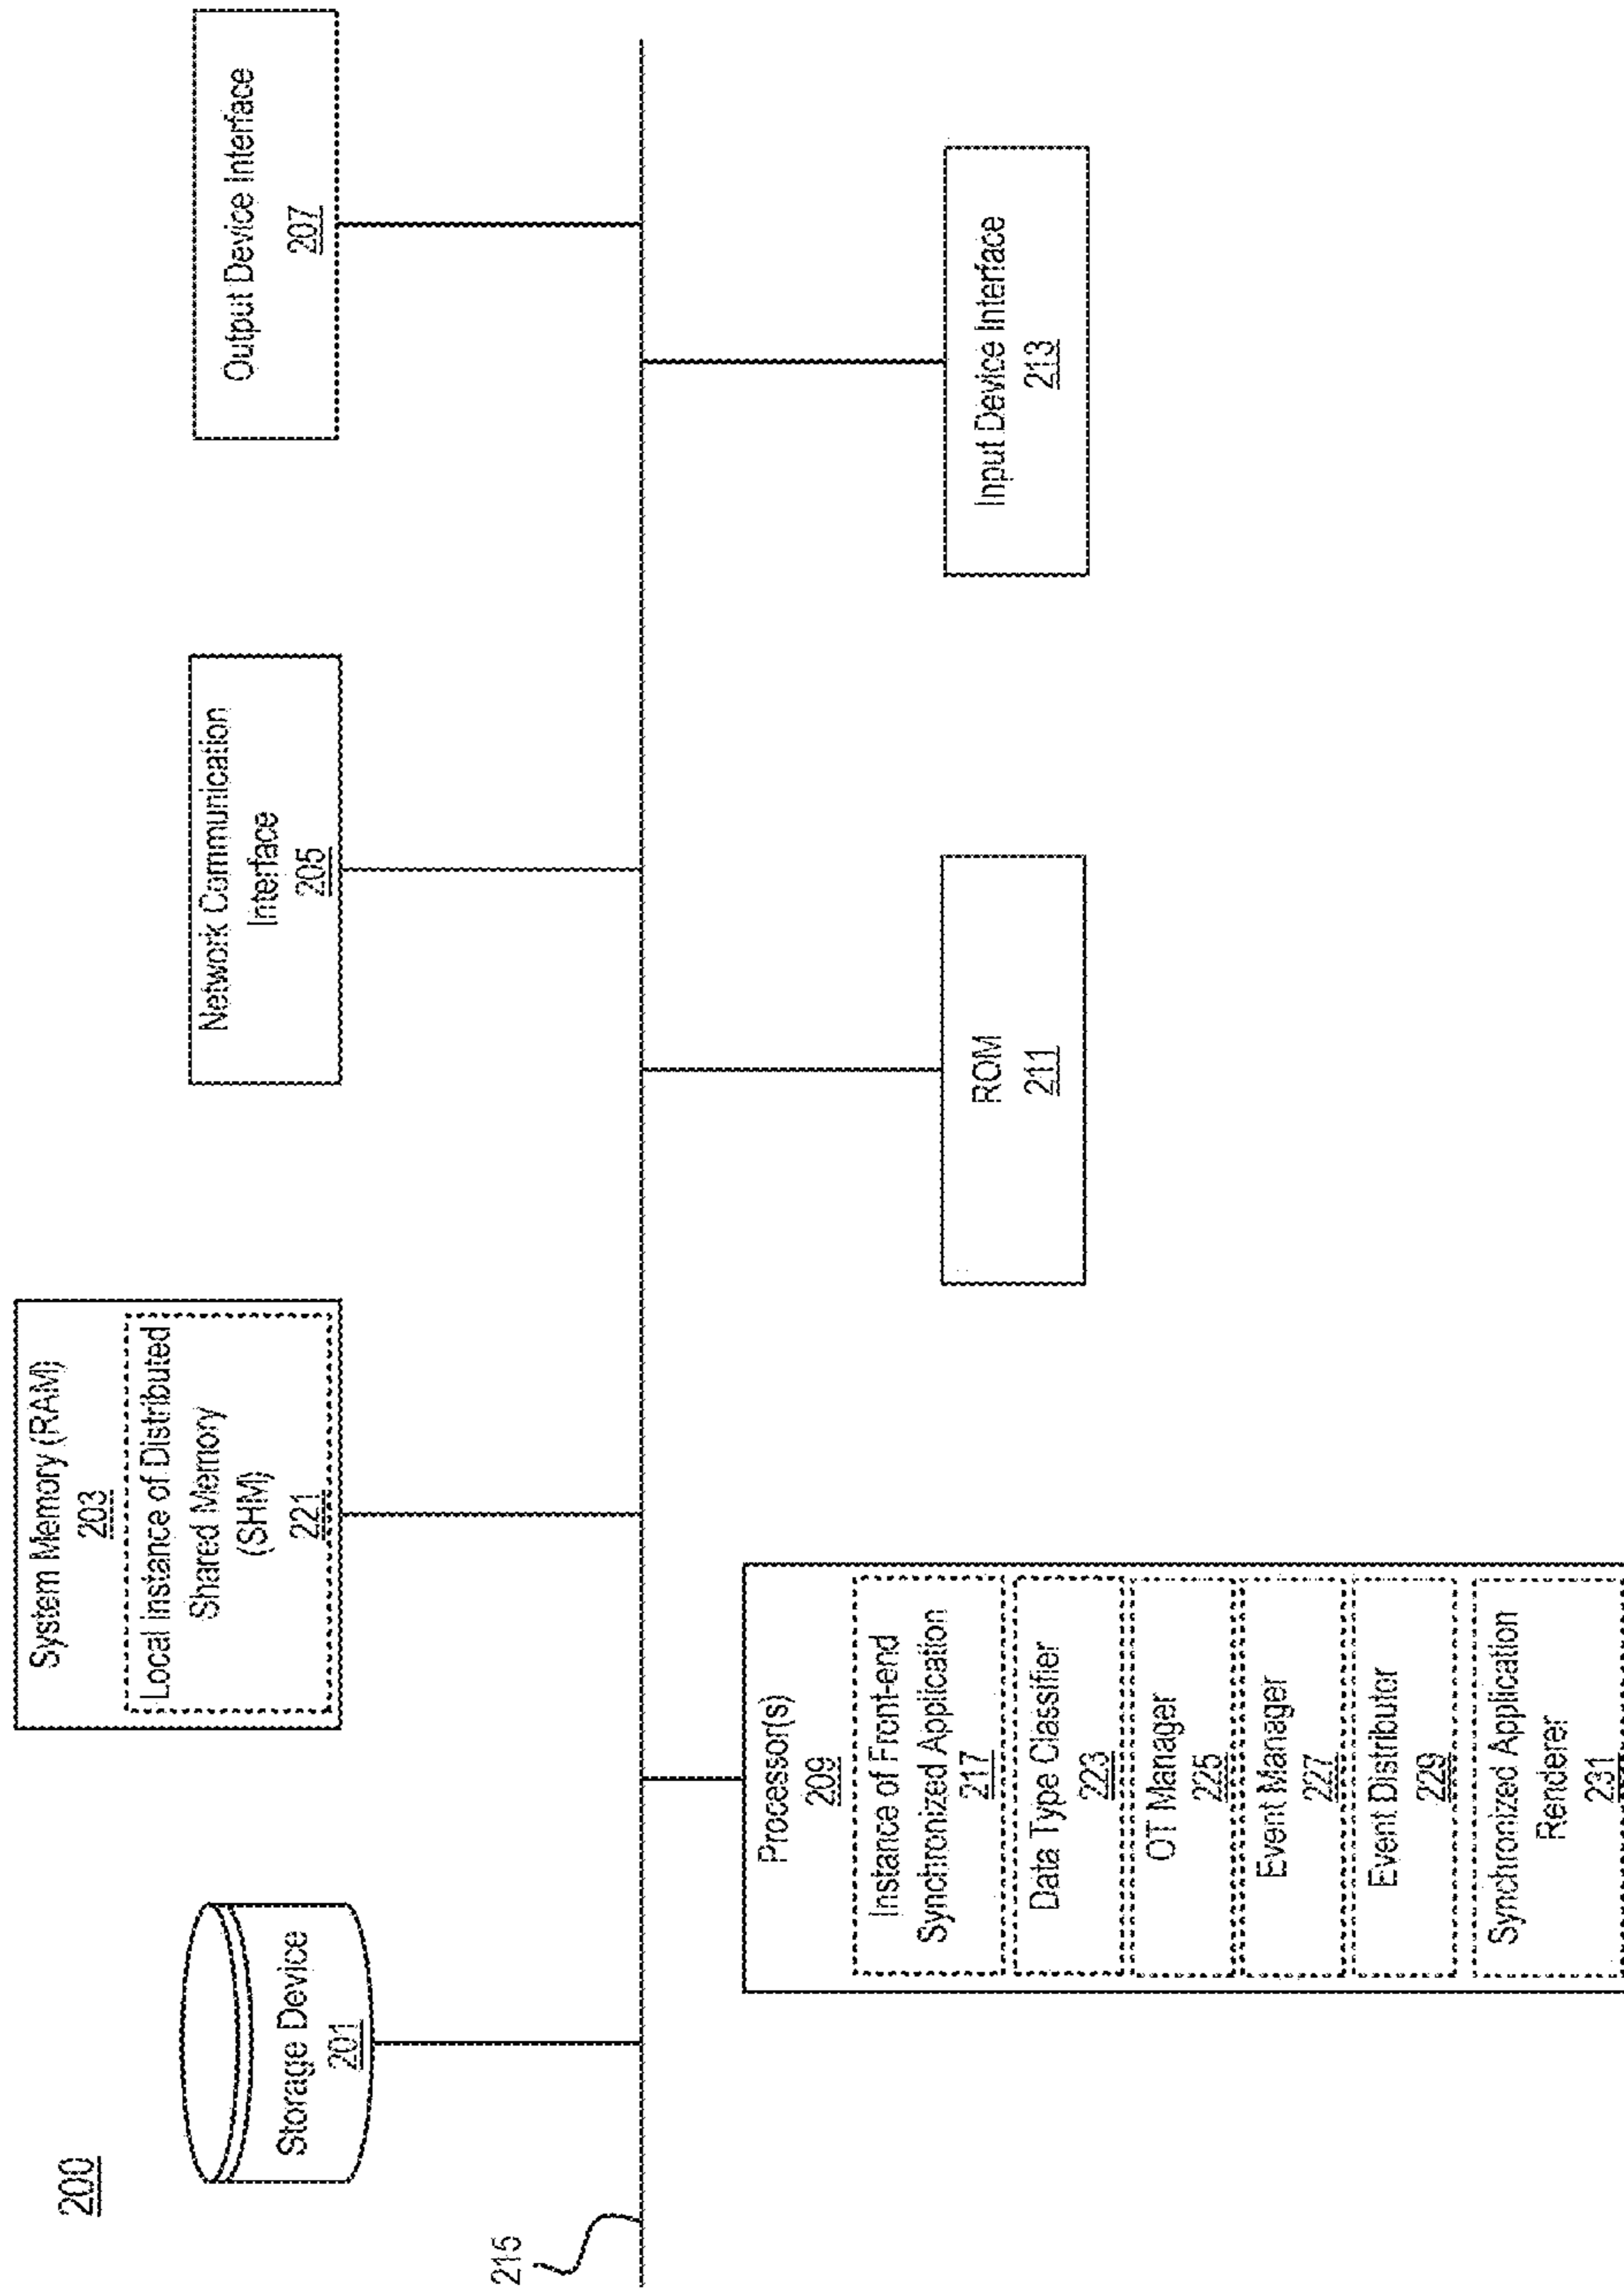 200
Storage Device
201
System Memory (RAM)
203
Local Instance of Distributed
Shared Memory
(SHM)
221
Network Communication
Interface
205
Output Device Interface
207
215
Processor(s)
209
Instance of Front-end
Synchronized Application
217
Data Type Classifier
223
OT Manager
225
Event Manager
227
Event Distributor
229
Synchronized Application
Renderer
231
ROM
211
Input Device Interface
213